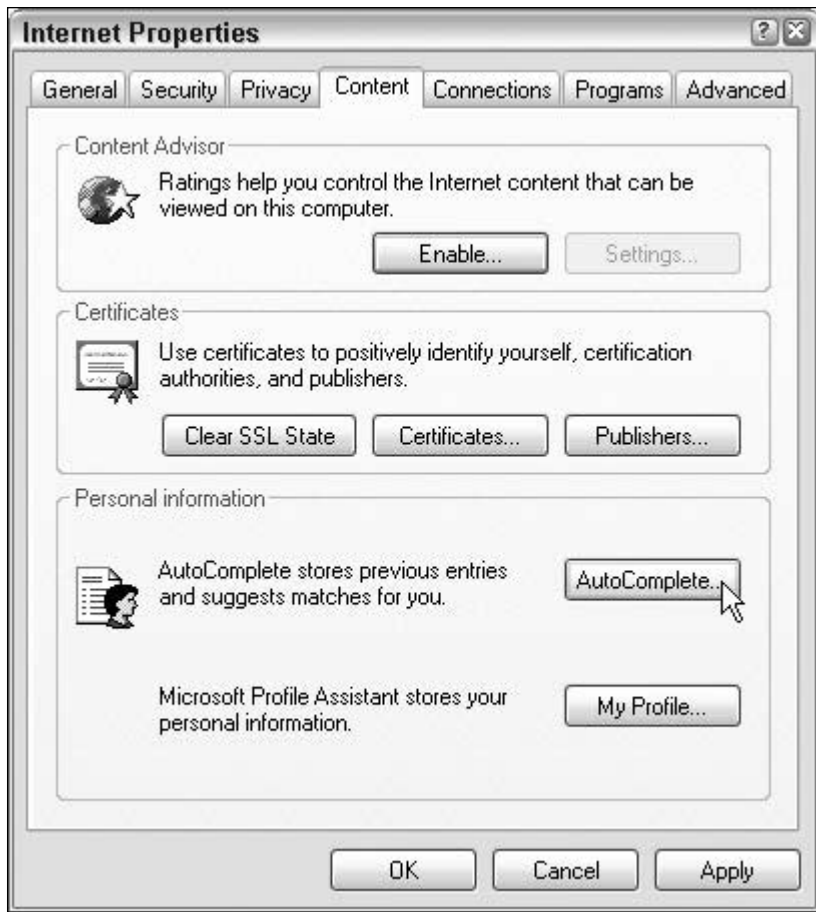 Internet Properties
General Security Privacy Content Connections Programs Advanced
Content Advisor
Ratings help you control the Internet content that can be
viewed on this computer.
Enable... Settings...
Certificates
Use certificates to positively identify yourself, certification
authorities, and publishers.
Clear SSL State Certificates... Publishers...
Personal information
AutoComplete stores previous entries
and suggests matches for you.
AutoComplete...
Microsoft Profile Assistant stores your
personal information.
My Profile...
OK Cancel Apply